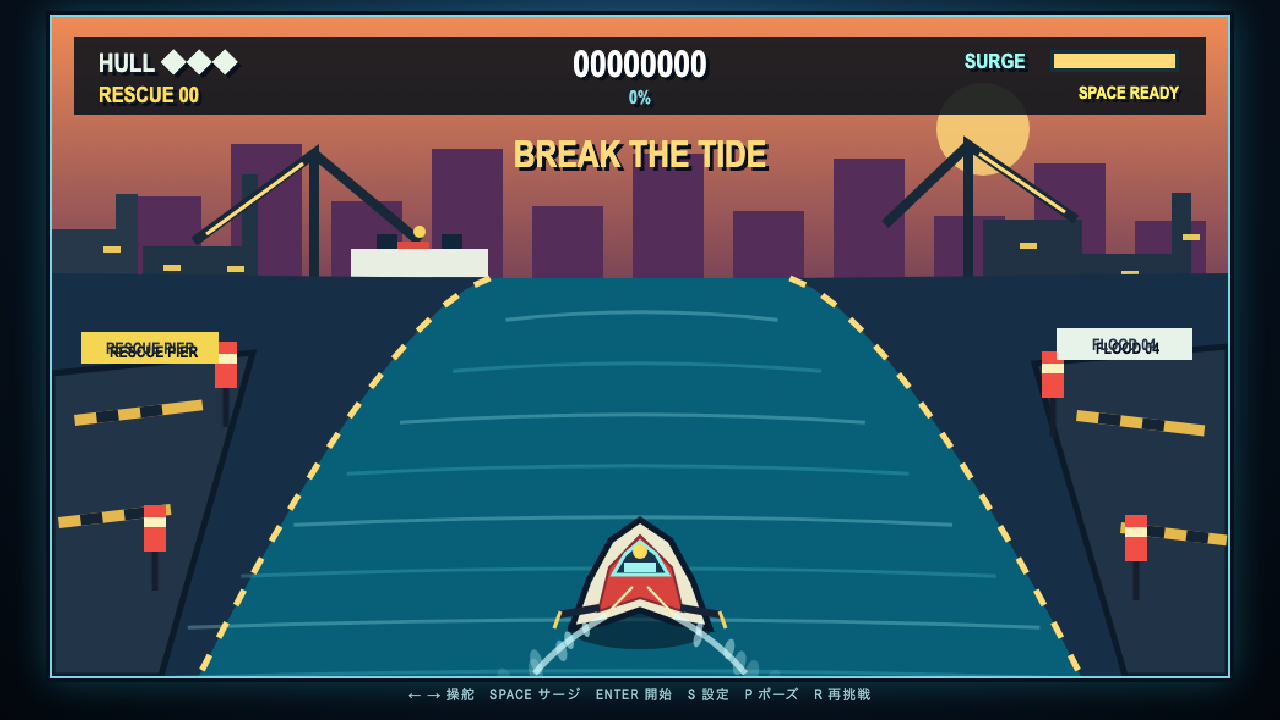 HULL
RESCUE 00
00000000
0%
SURGE
SPACE READY
BREAK THE TIDE
RESCUE PIER
FLOOD 04
← → 操舵 SPACE サージ ENTER 開始 S 設定 P ポーズ R 再挑戦